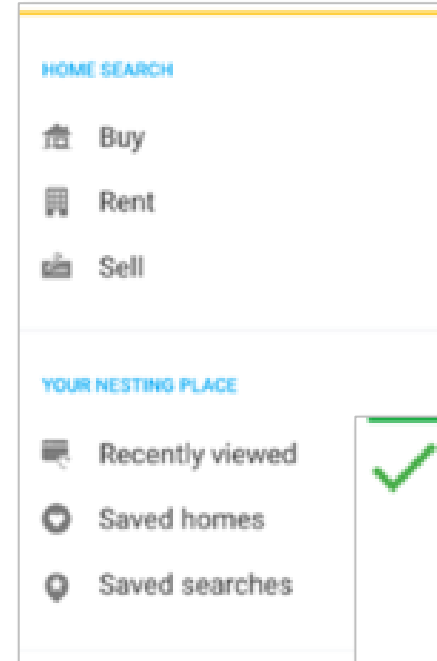 HOME SEARCH
Buy
Rent
Sell
YOUR NESTING PLACE
Recently viewed
Saved homes
Saved searches